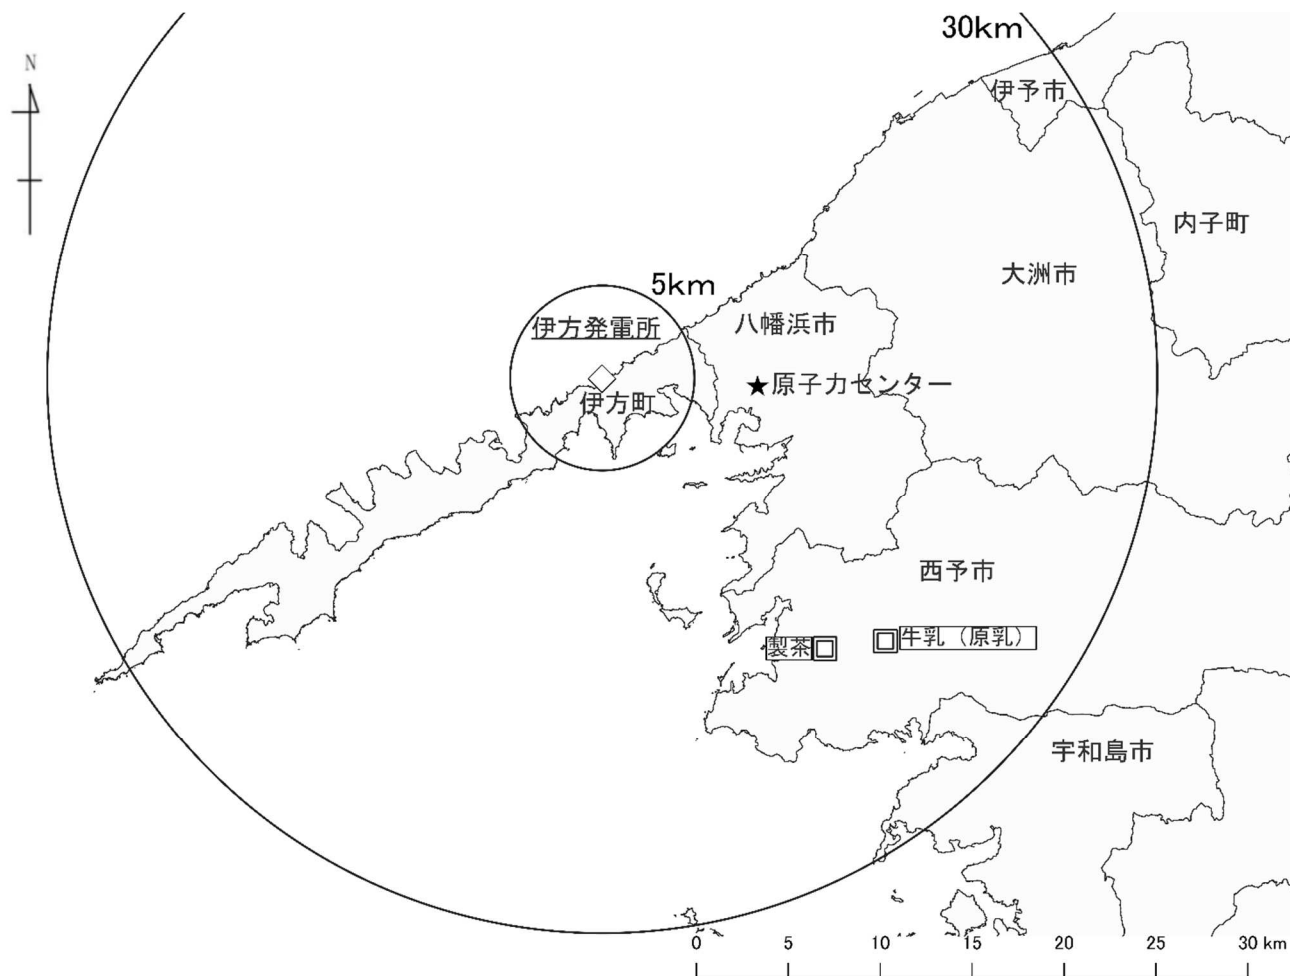 30km
N
伊予市
内子町
大洲市
5km
八幡浜市
伊方発電所
★原子力センター
伊方町
西予市
製茶
牛乳（原乳）
宇和島市
0 5 10 15 20 25 30 km